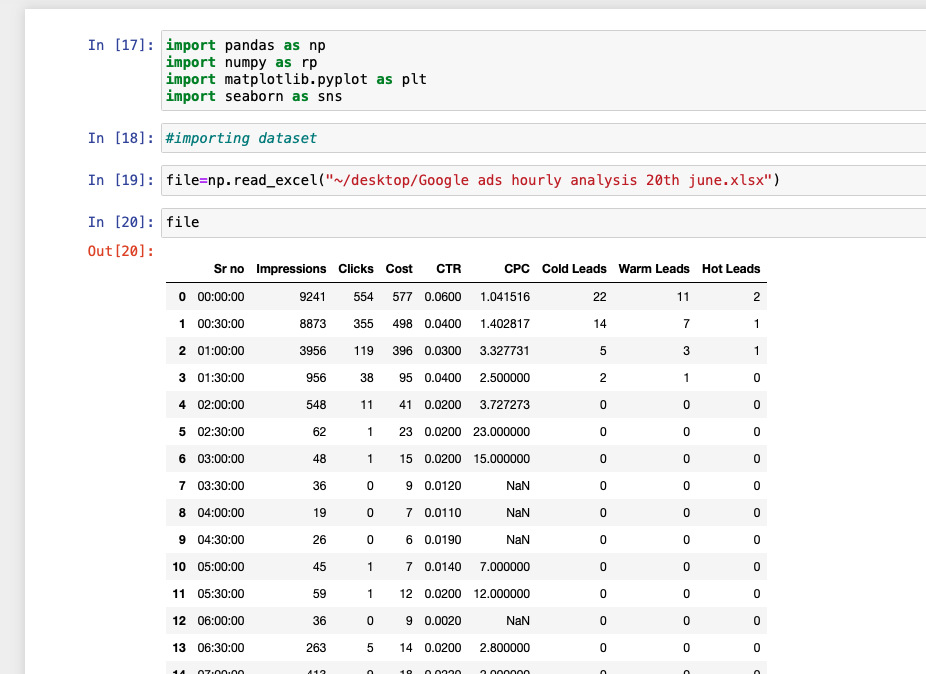 In [17]: import pandas as np
import numpy as rp
import matplotlib.pyplot as plt
import seaborn as sns
In [18]: #importing dataset
In [19]: file=np.read_excel("~/desktop/Google ads hourly analysis 20th june.xlsx")
In [20]: file
Out[20]:
Sr no Impressions Clicks Cost CTR CPC Cold Leads Warm Leads Hot Leads
0 00:00:00 9241 554 577 0.0600 1.041516 22 11 2
1 00:30:00 8873 355 498 0.0400 1.402817 14 7 1
2 01:00:00 3956 119 396 0.0300 3.327731 5 3 1
3 01:30:00 956 38 95 0.0400 2.500000 2 1 0
4 02:00:00 548 11 41 0.0200 3.727273 0 0 0
5 02:30:00 62 1 23 0.0200 23.000000 0 0 0
6 03:00:00 48 1 15 0.0200 15.000000 0 0 0
7 03:30:00 36 0 9 0.0120 NaN 0 0 0
8 04:00:00 19 0 7 0.0110 NaN 0 0 0
9 04:30:00 26 0 6 0.0190 NaN 0 0 0
10 05:00:00 45 1 7 0.0140 7.000000 0 0 0
11 05:30:00 59 1 12 0.0200 12.000000 0 0 0
12 06:00:00 36 0 9 0.0020 NaN 0 0 0
13 06:30:00 263 5 14 0.0200 2.800000 0 0 0